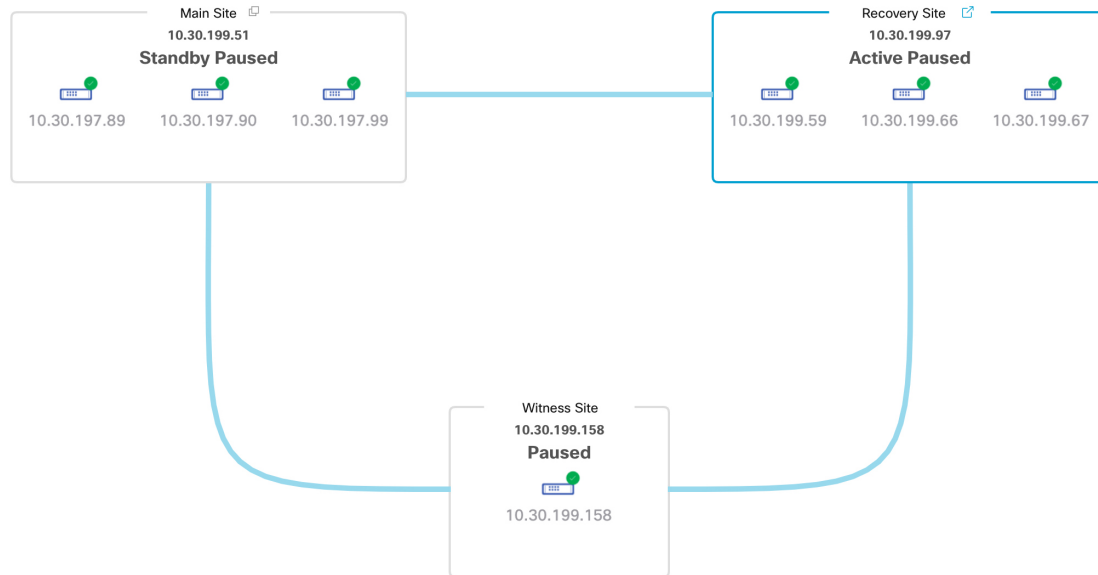 Main Site
10.30.199.51
Standby Paused
10.30.197.89 10.30.197.90 10.30.197.99
Recovery Site
10.30.199.97
Active Paused
10.30.199.59 10.30.199.66 10.30.199.67
Witness Site
10.30.199.158
Paused
10.30.199.158